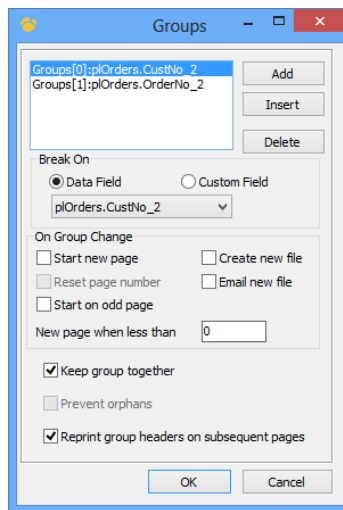 Groups
Groups[0]:plOrders.CustNo_2
Groups[1]:plOrders.OrderNo_2
Add
Insert
Delete
Break On
Data Field
Custom Field
plOrders.CustNo_2
On Group Change
Start new page
Create new file
Reset page number
Email new file
Start on odd page
New page when less than
0
Keep group together
Prevent orphans
Reprint group headers on subsequent pages
OK
Cancel